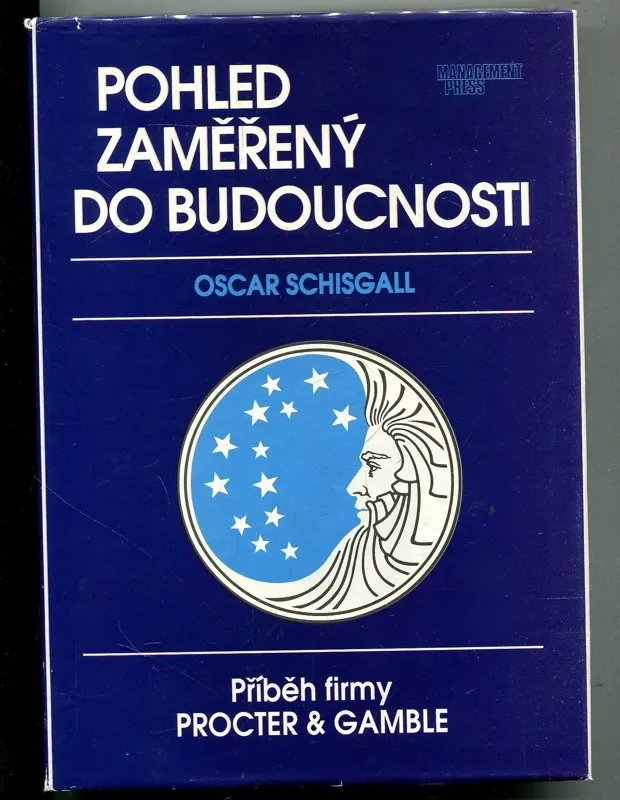 POHLED
ZAMĚŘENÝ
DO BUDOUCNOSTI
MANAGEMENT
PRESS
OSCAR SCHISGALL
Příběh firmy
PROCTER & GAMBLE